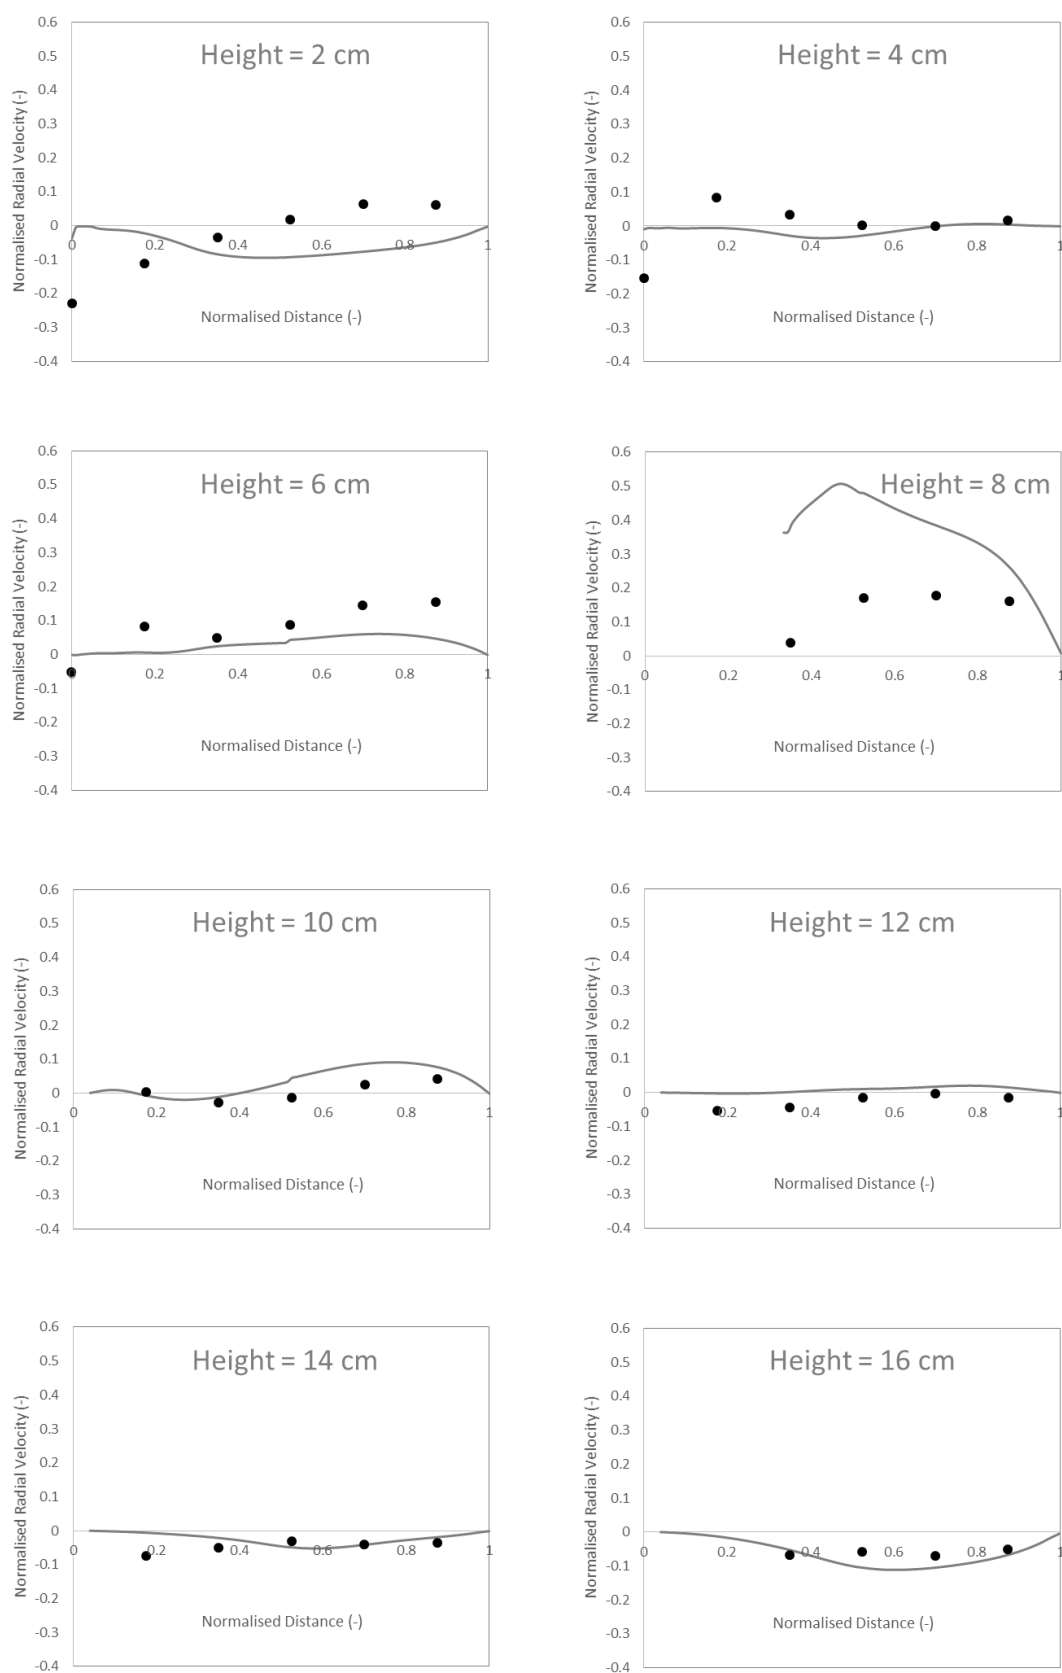 Height = 2 cm
Normalised Radial Velocity (-)
0.6
0.5
0.4
0.3
0.2
0.1
0
-0.1
-0.2
-0.3
-0.4
0 0.2 0.4 0.6 0.8 1
Normalised Distance (-)
Height = 4 cm
Normalised Radial Velocity (-)
0.6
0.5
0.4
0.3
0.2
0.1
0
-0.1
-0.2
-0.3
-0.4
0 0.2 0.4 0.6 0.8 1
Normalised Distance (-)
Height = 6 cm
Normalised Radial Velocity (-)
0.6
0.5
0.4
0.3
0.2
0.1
0
-0.1
-0.2
-0.3
-0.4
0 0.2 0.4 0.6 0.8 1
Normalised Distance (-)
Height = 8 cm
Normalised Radial Velocity (-)
0.6
0.5
0.4
0.3
0.2
0.1
0
-0.1
-0.2
-0.3
-0.4
0 0.2 0.4 0.6 0.8 1
Normalised Distance (-)
Height = 10 cm
Normalised Radial Velocity (-)
0.6
0.5
0.4
0.3
0.2
0.1
0
-0.1
-0.2
-0.3
-0.4
0 0.2 0.4 0.6 0.8 1
Normalised Distance (-)
Height = 12 cm
Normalised Radial Velocity (-)
0.6
0.5
0.4
0.3
0.2
0.1
0
-0.1
-0.2
-0.3
-0.4
0 0.2 0.4 0.6 0.8 1
Normalised Distance (-)
Height = 14 cm
Normalised Radial Velocity (-)
0.6
0.5
0.4
0.3
0.2
0.1
0
-0.1
-0.2
-0.3
-0.4
0 0.2 0.4 0.6 0.8 1
Normalised Distance (-)
Height = 16 cm
Normalised Radial Velocity (-)
0.6
0.5
0.4
0.3
0.2
0.1
0
-0.1
-0.2
-0.3
-0.4
0 0.2 0.4 0.6 0.8 1
Normalised Distance (-)